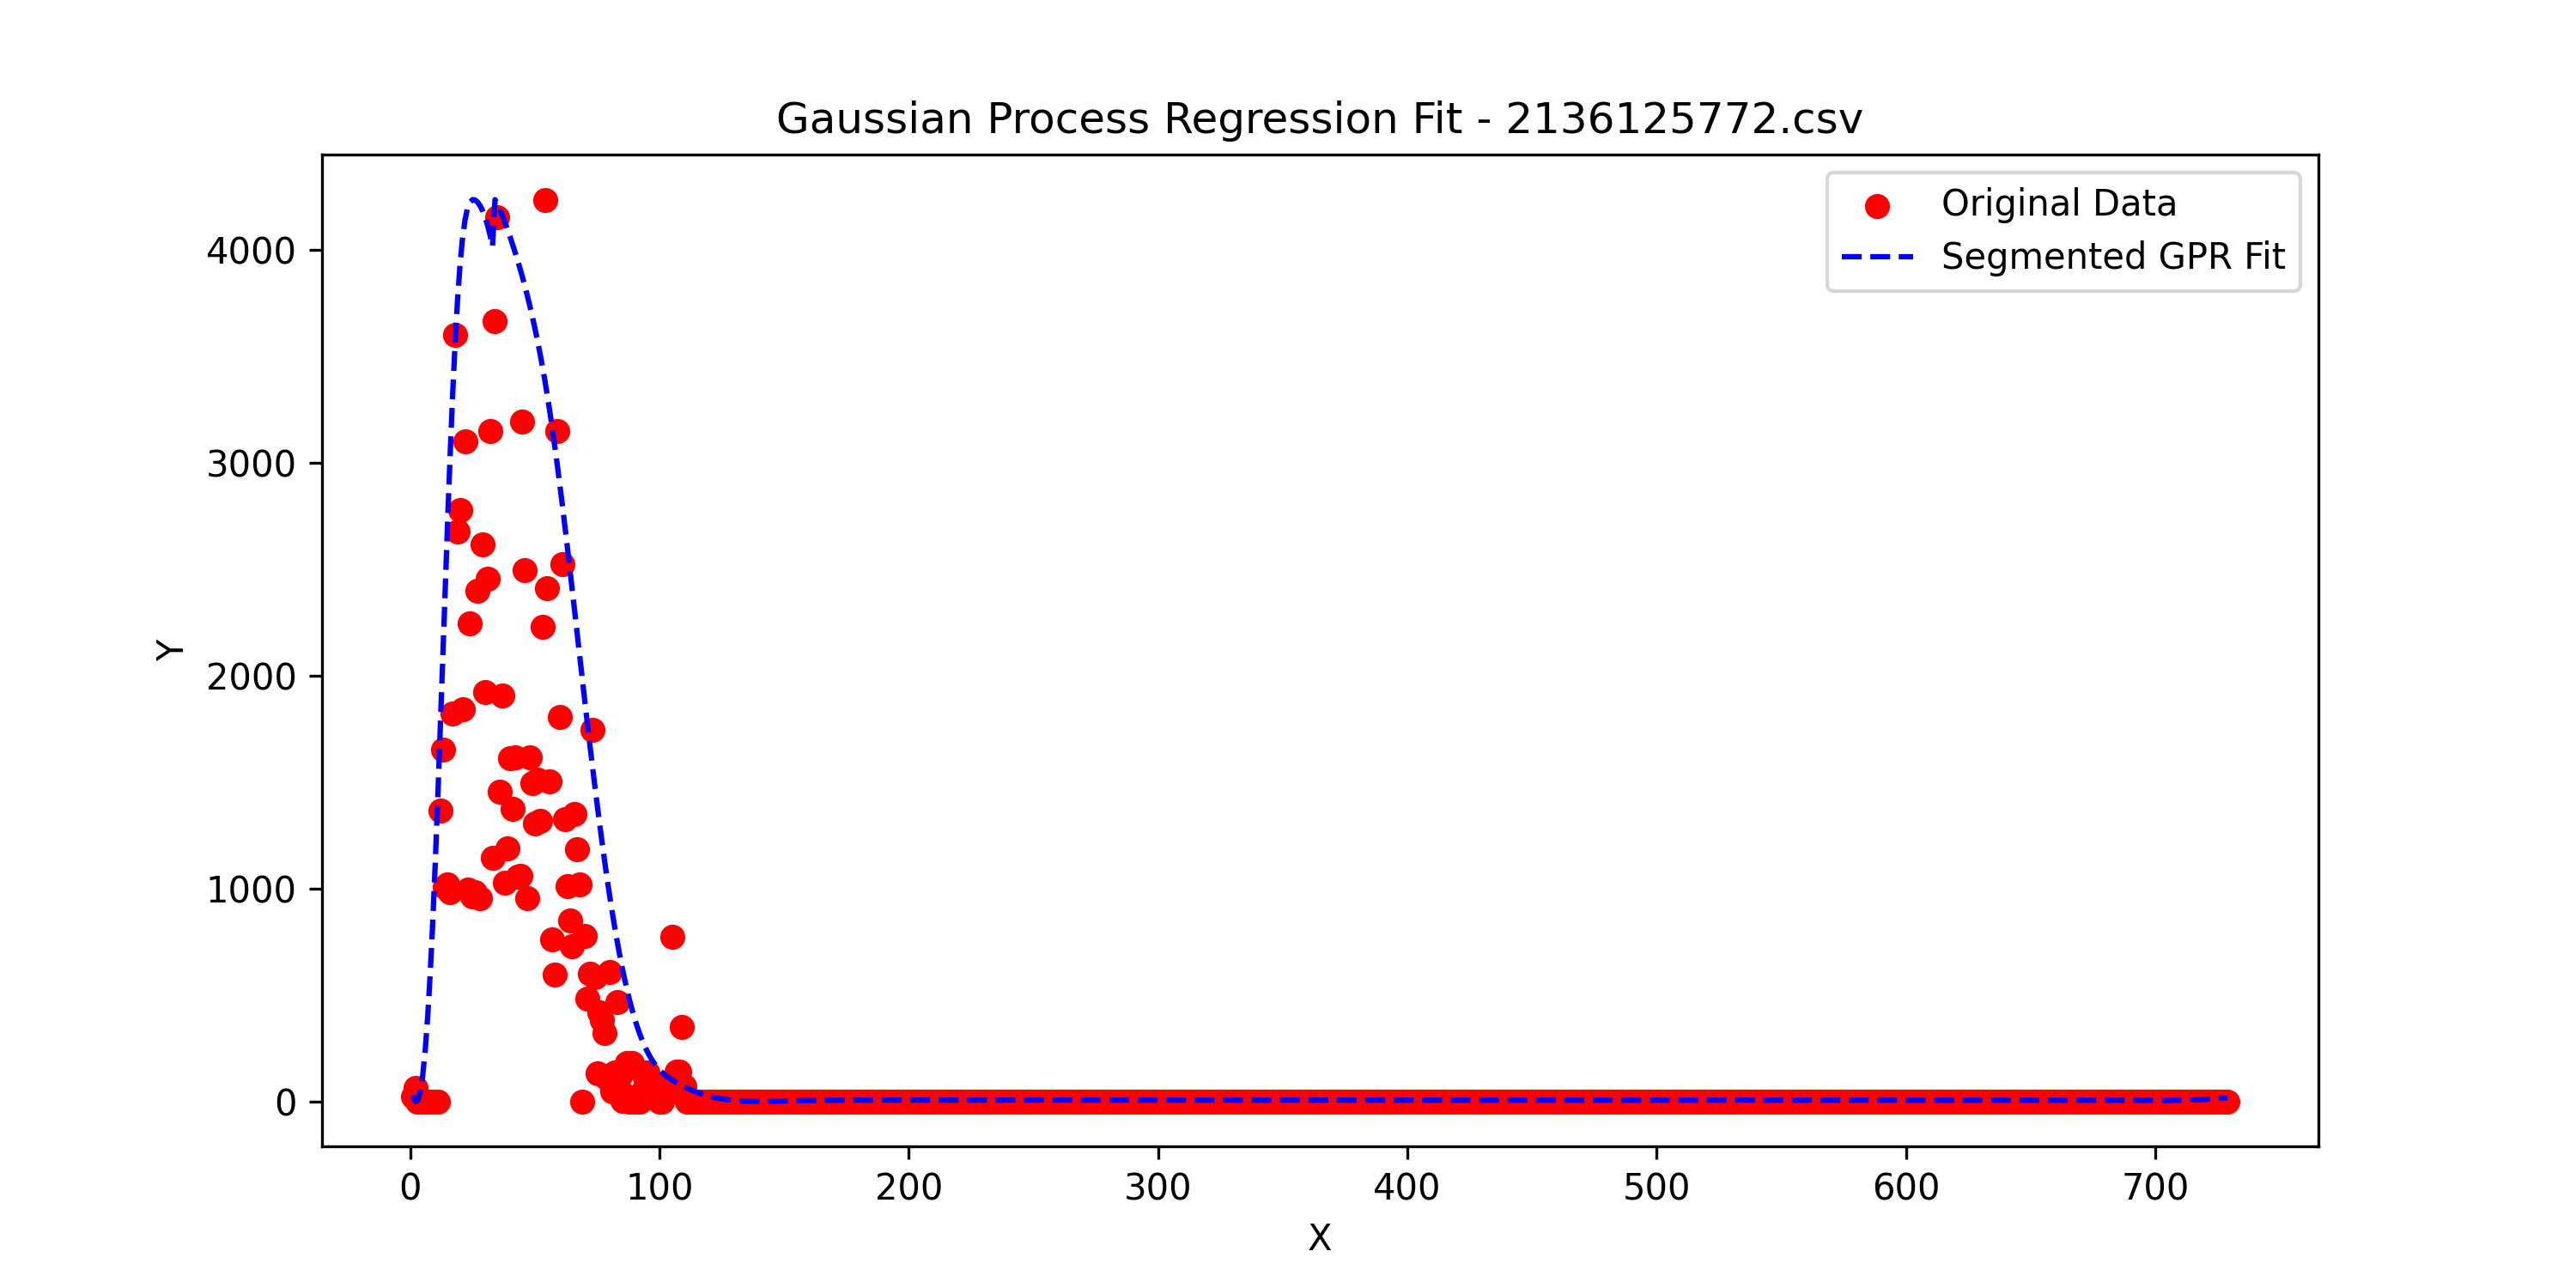 Gaussian Process Regression Fit - 2136125772.csv
Original Data
Segmented GPR Fit
4000
3000
2000
1000
0
Y
0 100 200 300 400 500 600 700
X